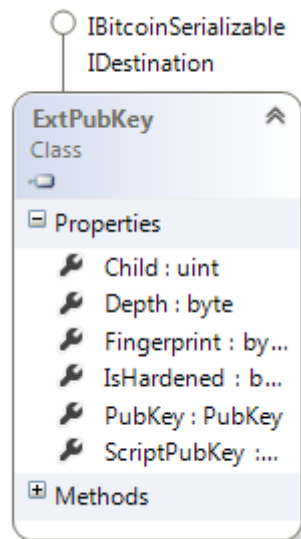 IBitcoinSerializable
IDestination
ExtPubKey
Class
Properties
Child : uint
Depth : byte
Fingerprint : by...
IsHardened : b...
PubKey : PubKey
ScriptPubKey :...
Methods